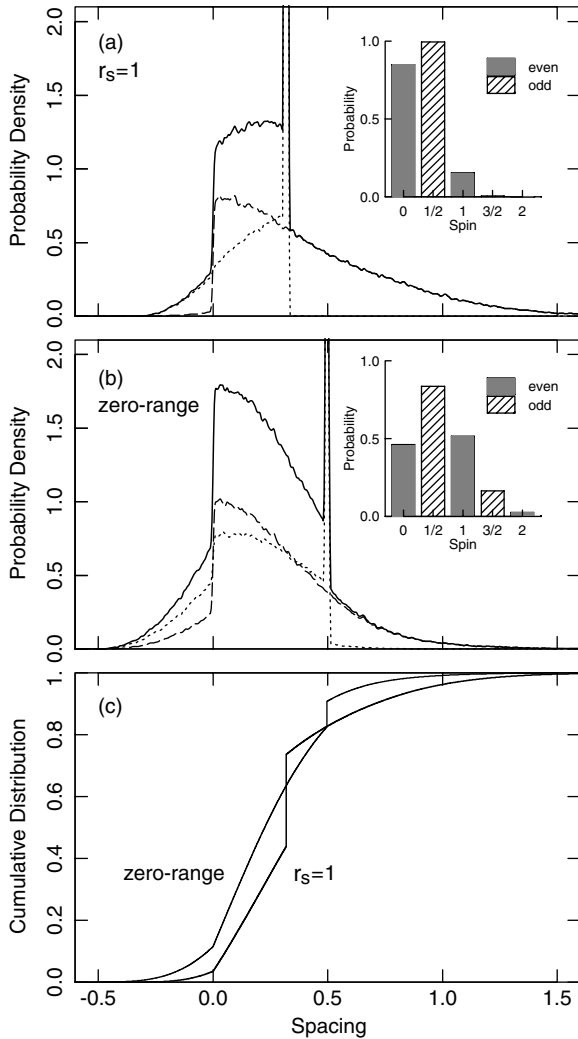 2.0
(a)
r_s=1
1.5
1.0
0.5
0.0
Probability Density
1.0
0.5
0.0
Probability
0 1/2 1 3/2 2
Spin
even
odd
2.0
(b)
zero-range
1.5
1.0
0.5
0.0
Probability Density
1.0
0.5
0.0
Probability
0 1/2 1 3/2 2
Spin
even
odd
1.
(c)
0.8
0.6
0.4
0.2
0.0
Cumulative Distribution
zero-range
r_s=1
-0.5 0.0 0.5 1.0 1.5
Spacing